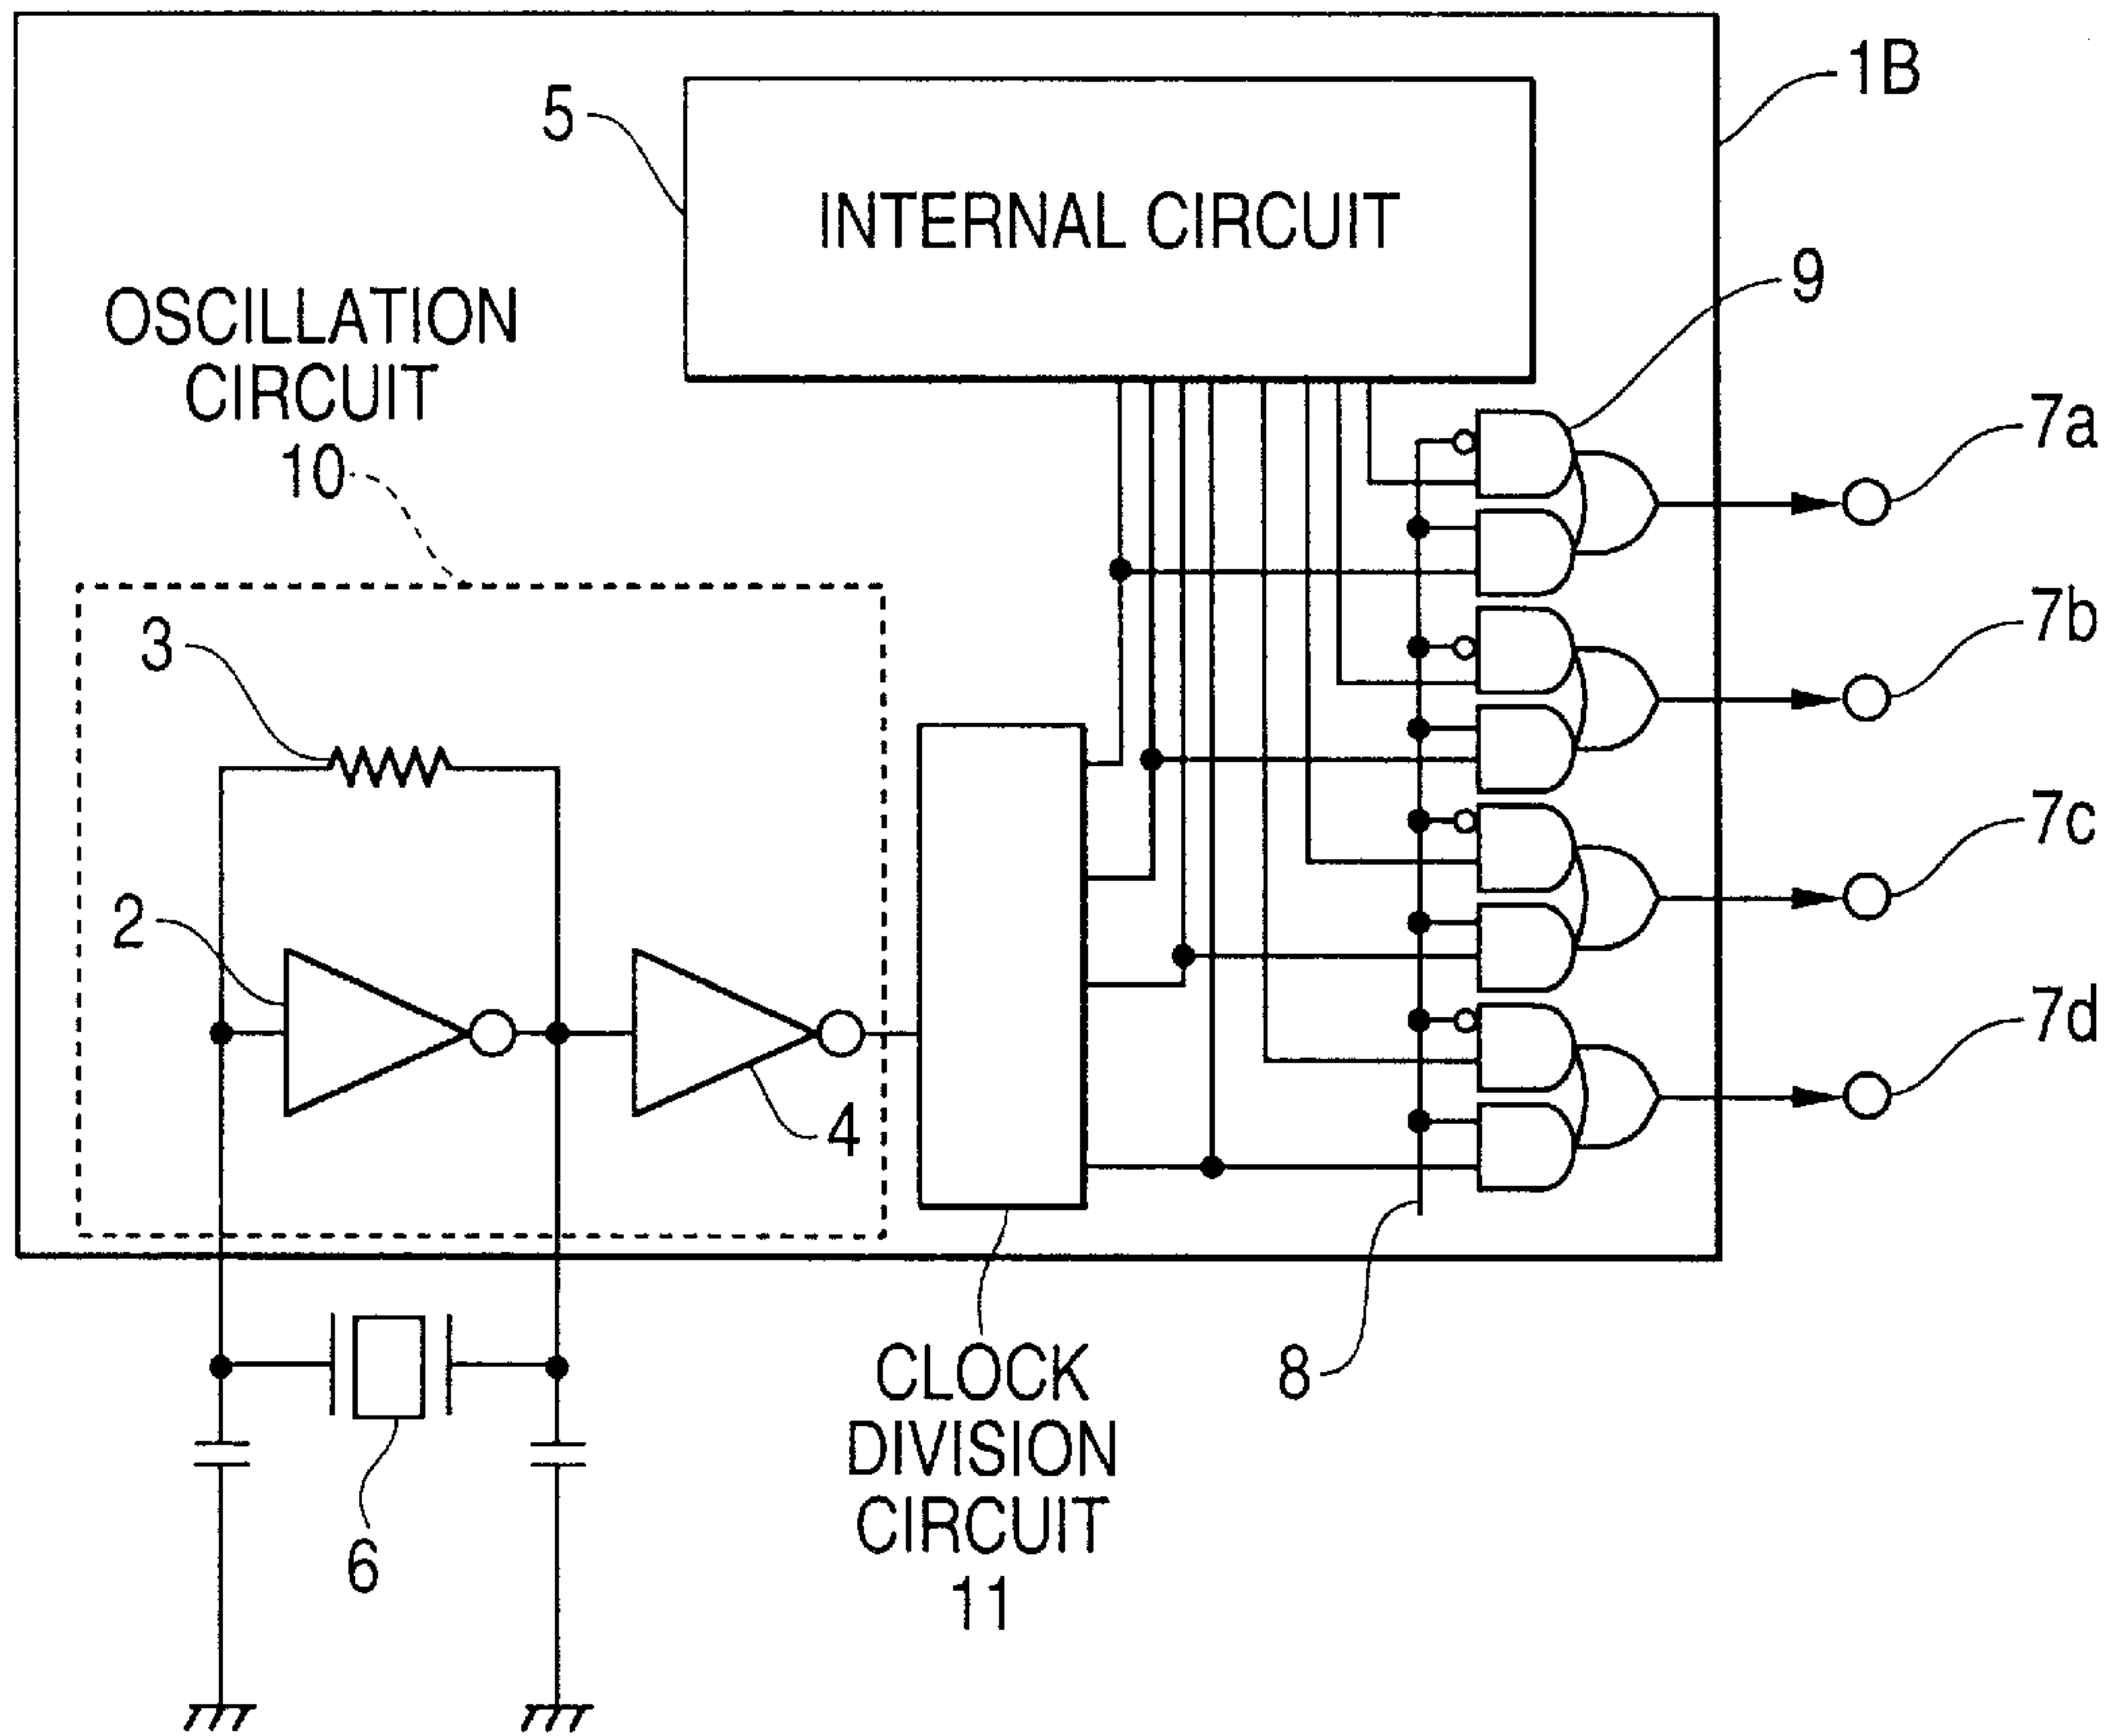 1B
5
INTERNAL CIRCUIT
9
OSCILLATION
CIRCUIT
10
7a
3
7b
7c
2
7d
4
8
CLOCK
DIVISION
CIRCUIT
11
6